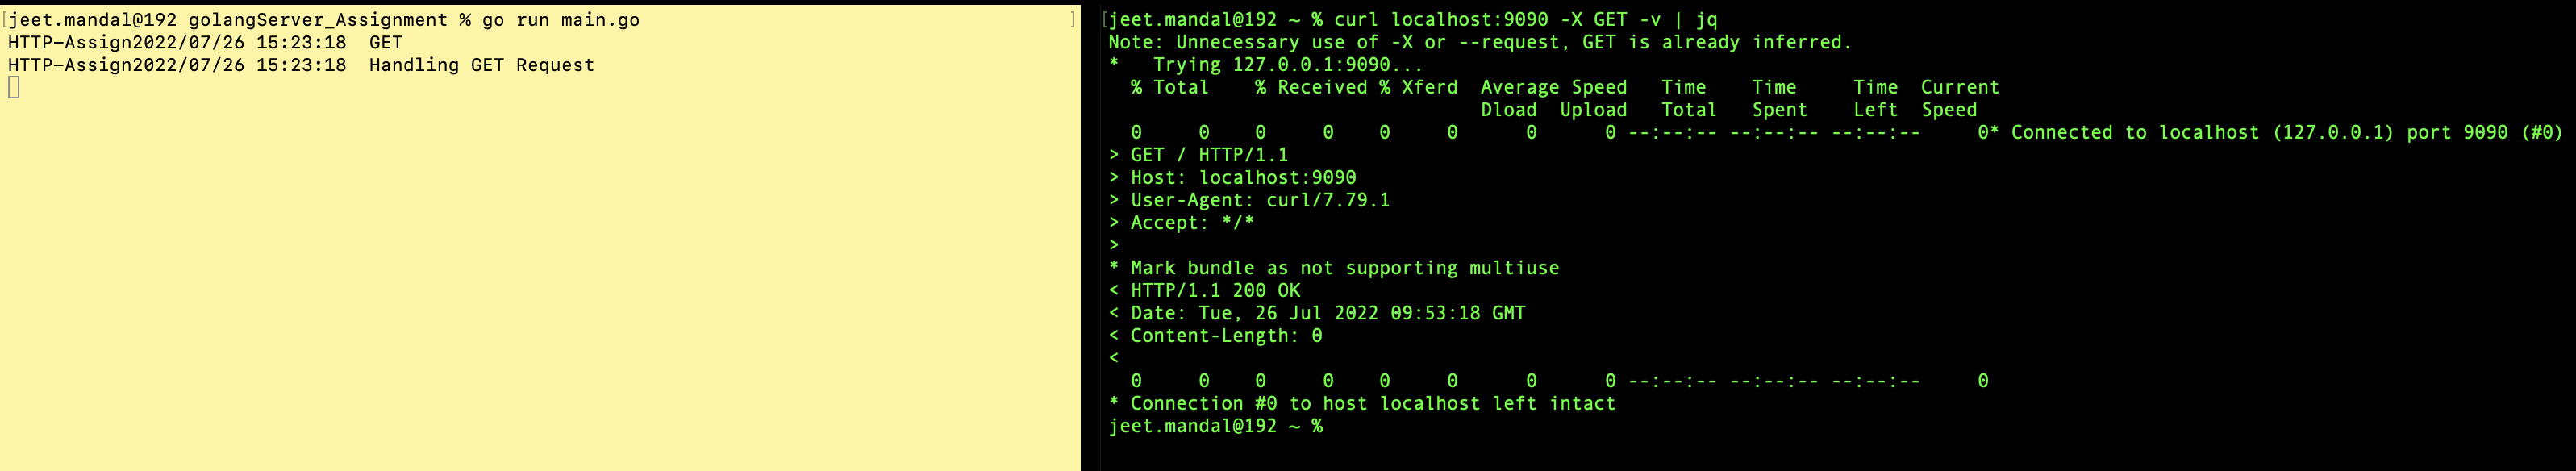 [jeet.mandal@192 golangServer_Assignment % go run main.go ]
HTTP-Assign2022/07/26 15:23:18  GET
HTTP-Assign2022/07/26 15:23:18  Handling GET Request
[jeet.mandal@192 ~ % curl localhost:9090 -X GET -v | jq
Note: Unnecessary use of -X or --request, GET is already inferred.
*   Trying 127.0.0.1:9090...
  % Total    % Received % Xferd  Average Speed   Time    Time     Time  Current
                                 Dload  Upload   Total   Spent    Left  Speed
  0     0    0     0    0     0      0      0 --:--:-- --:--:-- --:--:--     0* Connected to localhost (127.0.0.1) port 9090 (#0)
> GET / HTTP/1.1
> Host: localhost:9090
> User-Agent: curl/7.79.1
> Accept: */*
>
* Mark bundle as not supporting multiuse
< HTTP/1.1 200 OK
< Date: Tue, 26 Jul 2022 09:53:18 GMT
< Content-Length: 0
<
  0     0    0     0    0     0      0      0 --:--:-- --:--:-- --:--:--     0
* Connection #0 to host localhost left intact
jeet.mandal@192 ~ %